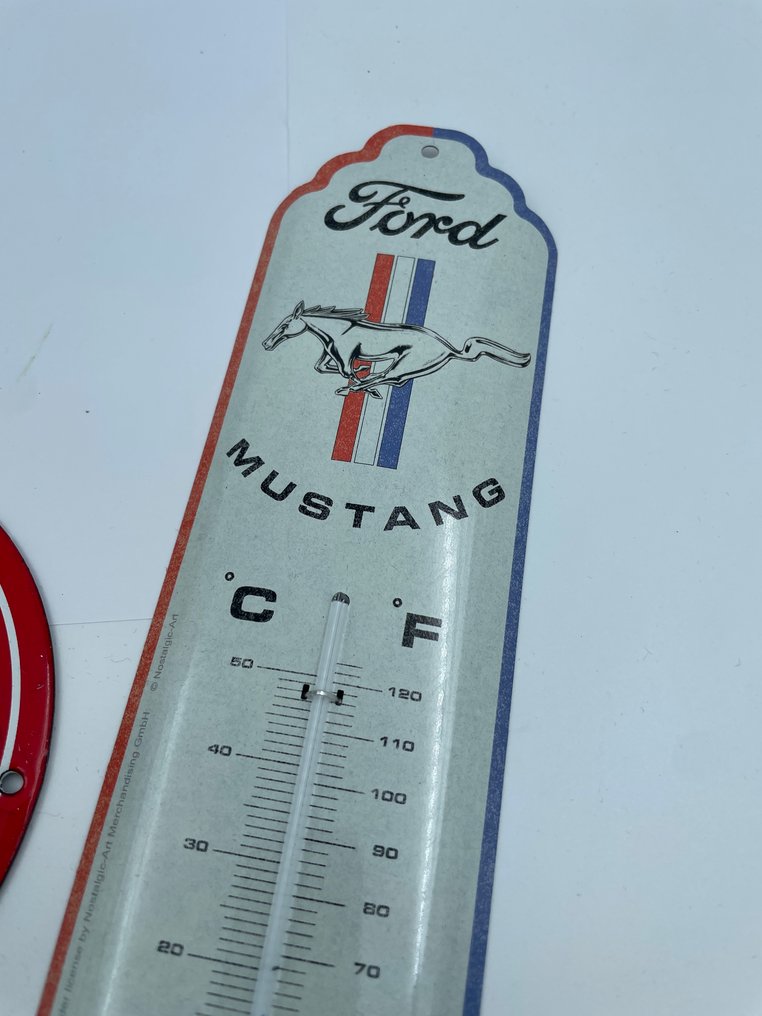 Ford
MUSTANG
°C °F
50
120
110
40
100
30
90
80
20
70
© Nostalgic-Art
license by Nostalgic-Art Merchandising GmbH